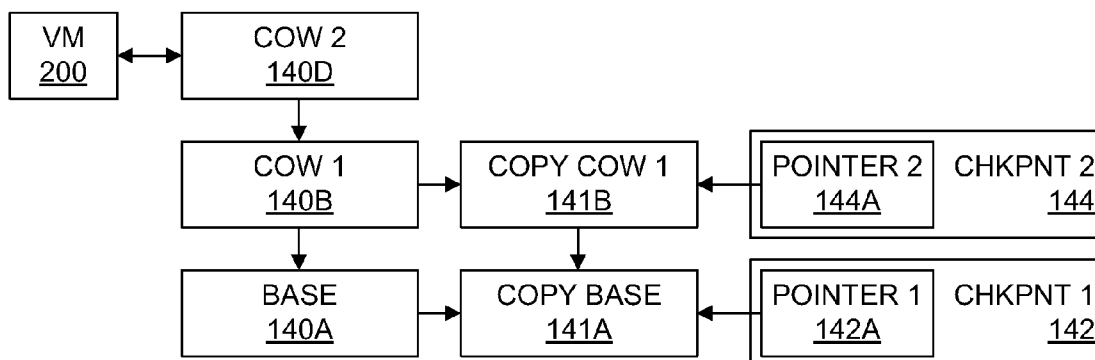 VM
200
COW 2
140D
COW 1
140B
COPY COW 1
141B
POINTER 2
144A
CHKPNT 2
144
BASE
140A
COPY BASE
141A
POINTER 1
142A
CHKPNT 1
142